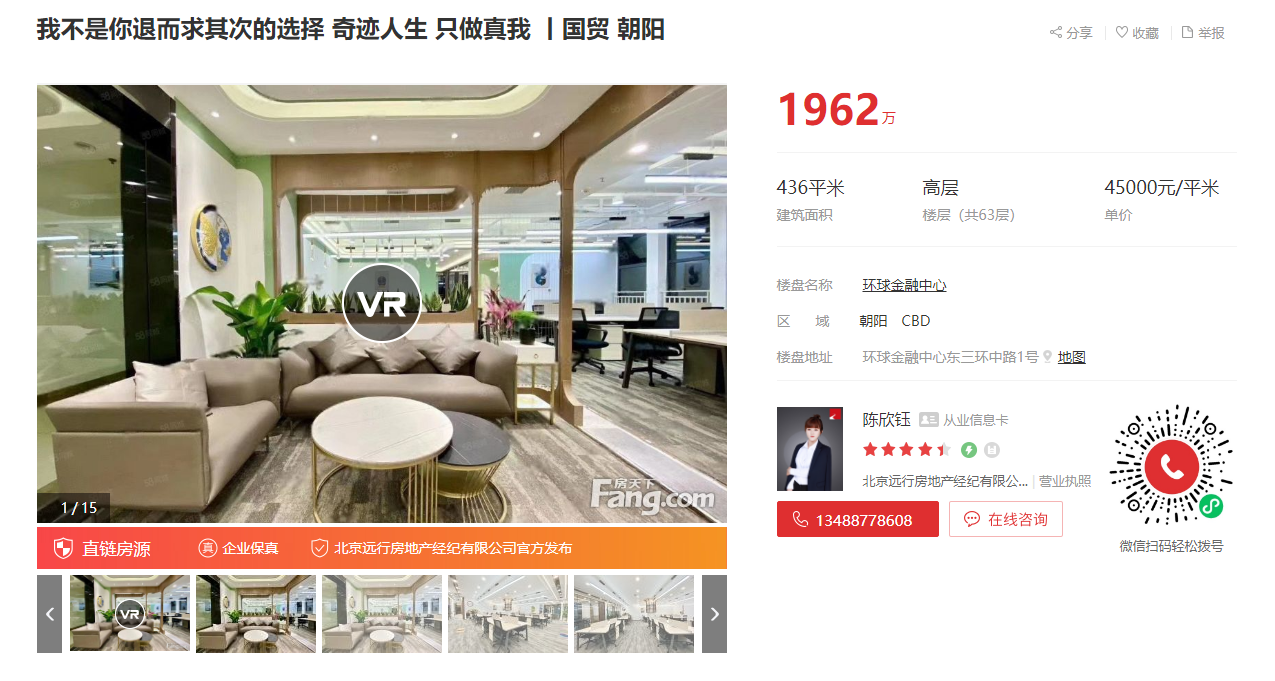 我不是你退而求其次的选择 奇迹人生 只做真我 丨国贸 朝阳
分享
收藏
举报
1962万
436平米
高层
45000元/平米
建筑面积
楼层（共63层）
单价
楼盘名称
环球金融中心
区 域
朝阳 CBD
楼盘地址
环球金融中心东三环中路1号
地图
VR
房天下
Fang.com
1 / 15
陈欣钰
从业信息卡
北京远行房地产经纪有限公...
营业执照
13488778608
在线咨询
微信扫码轻松拨号
直链房源
真 企业保真
北京远行房地产经纪有限公司官方发布
VR